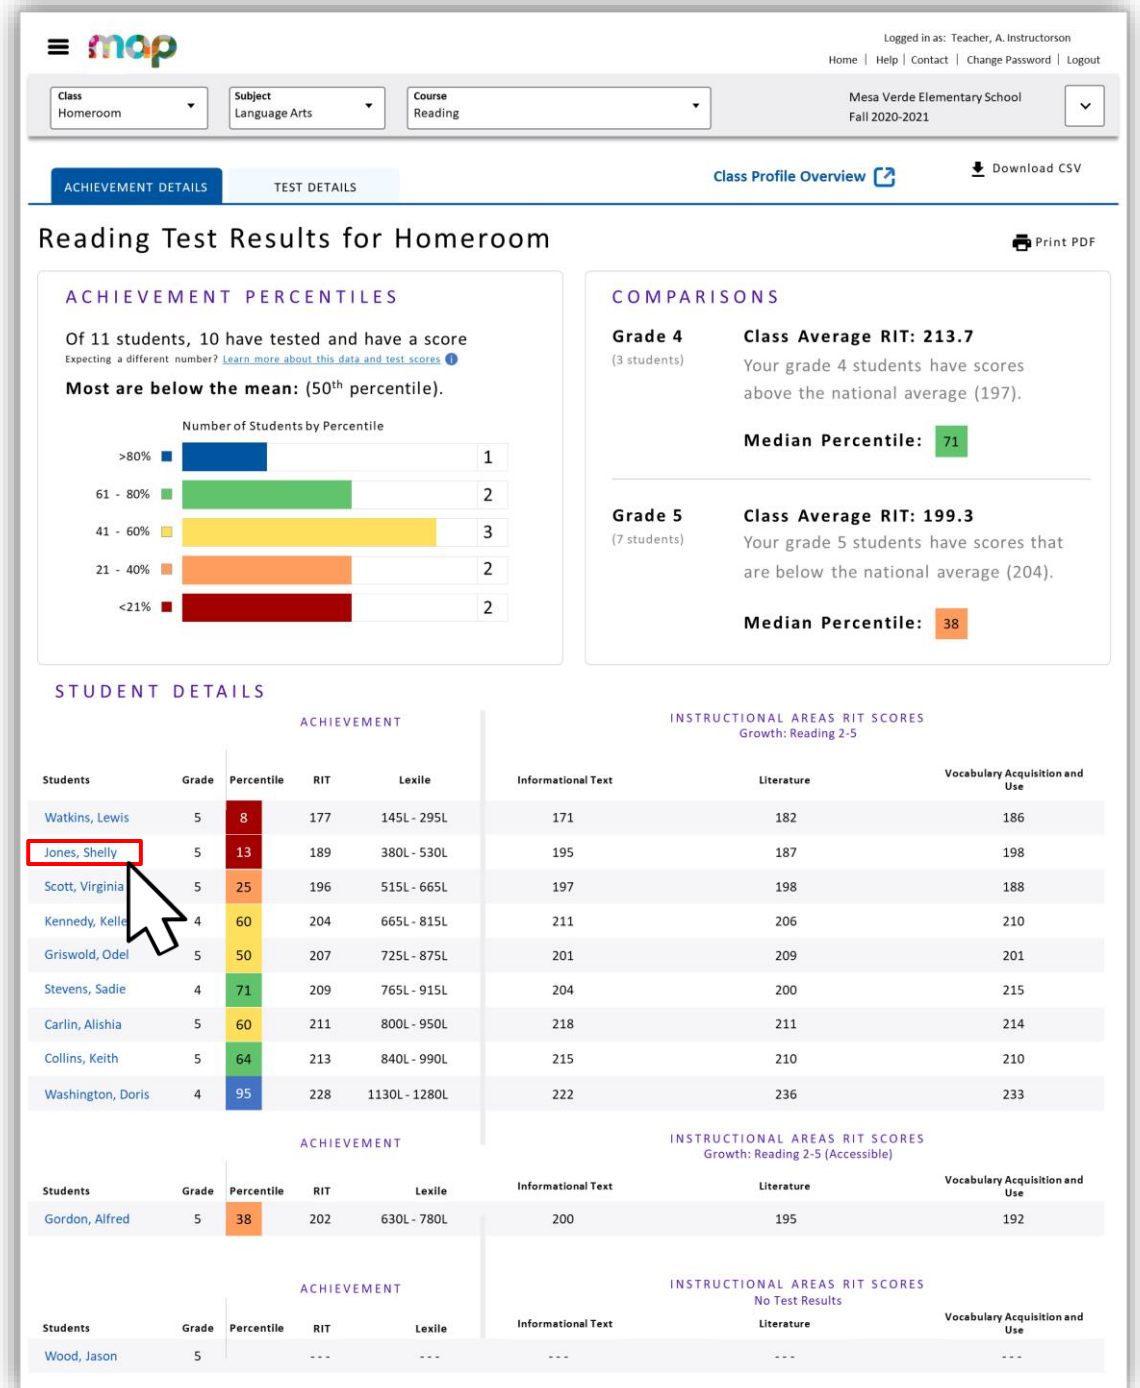 map
Logged in as: Teacher, A. Instructorson
Home | Help | Contact | Change Password | Logout
Class
Homeroom
Subject
Language Arts
Course
Reading
Mesa Verde Elementary School
Fall 2020-2021
ACHIEVEMENT DETAILS
TEST DETAILS
Class Profile Overview
Download CSV
Reading Test Results for Homeroom
Print PDF
ACHIEVEMENT PERCENTILES
Of 11 students, 10 have tested and have a score
Expecting a different number? Learn more about this data and test scores i
Most are below the mean: (50th percentile).
Number of Students by Percentile
>80% 1
61 - 80% 2
41 - 60% 3
21 - 40% 2
<21% 2
COMPARISONS
Grade 4 Class Average RIT: 213.7
(3 students) Your grade 4 students have scores
above the national average (197).
Median Percentile: 71
Grade 5 Class Average RIT: 199.3
(7 students) Your grade 5 students have scores that
are below the national average (204).
Median Percentile: 38
STUDENT DETAILS
ACHIEVEMENT INSTRUCTIONAL AREAS RIT SCORES
Growth: Reading 2-5
Students Grade Percentile RIT Lexile Informational Text Literature Vocabulary Acquisition and
Use
Watkins, Lewis 5 8 177 145L - 295L 171 182 186
Jones, Shelly 5 13 189 380L - 530L 195 187 198
Scott, Virginia 5 25 196 515L - 665L 197 198 188
Kennedy, Kelle 4 60 204 665L - 815L 211 206 210
Griswold, Odel 5 50 207 725L - 875L 201 209 201
Stevens, Sadie 4 71 209 765L - 915L 204 200 215
Carlin, Alishia 5 60 211 800L - 950L 218 211 214
Collins, Keith 5 64 213 840L - 990L 215 210 210
Washington, Doris 4 95 228 1130L - 1280L 222 236 233
ACHIEVEMENT INSTRUCTIONAL AREAS RIT SCORES
Growth: Reading 2-5 (Accessible)
Students Grade Percentile RIT Lexile Informational Text Literature Vocabulary Acquisition and
Use
Gordon, Alfred 5 38 202 630L - 780L 200 195 192
ACHIEVEMENT INSTRUCTIONAL AREAS RIT SCORES
No Test Results
Students Grade Percentile RIT Lexile Informational Text Literature Vocabulary Acquisition and
Use
Wood, Jason 5 --- --- --- --- ---